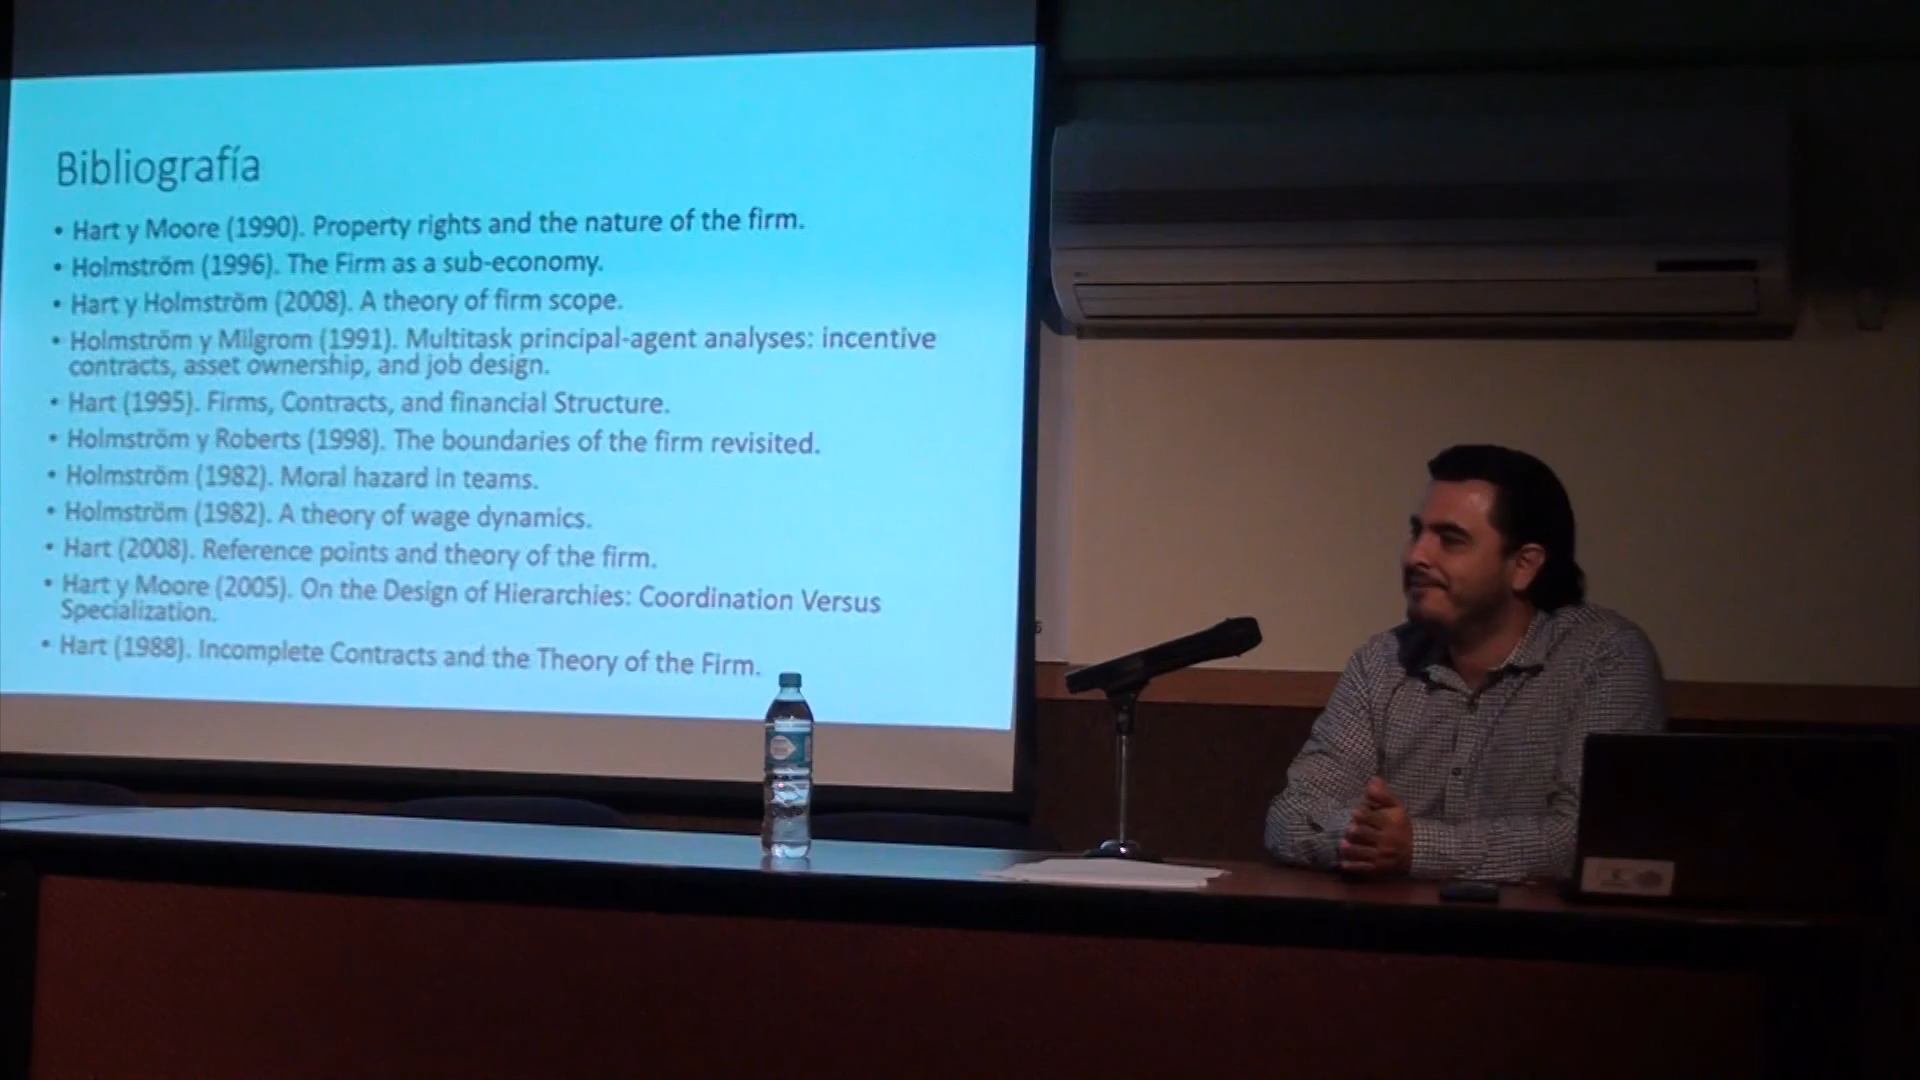 Bibliografía
• Hart y Moore (1990). Property rights and the nature of the firm.
• Holmström (1996). The Firm as a sub-economy.
• Hart y Holmström (2008). A theory of firm scope.
• Holmström y Milgrom (1991). Multitask principal-agent analyses: incentive
contracts, asset ownership, and job design.
• Hart (1995). Firms, Contracts, and financial Structure.
• Holmström y Roberts (1998). The boundaries of the firm revisited.
• Holmström (1982). Moral hazard in teams.
• Holmström (1982). A theory of wage dynamics.
• Hart (2008). Reference points and theory of the firm.
• Hart y Moore (2005). On the Design of Hierarchies: Coordination Versus
Specialization.
• Hart (1988). Incomplete Contracts and the Theory of the Firm.